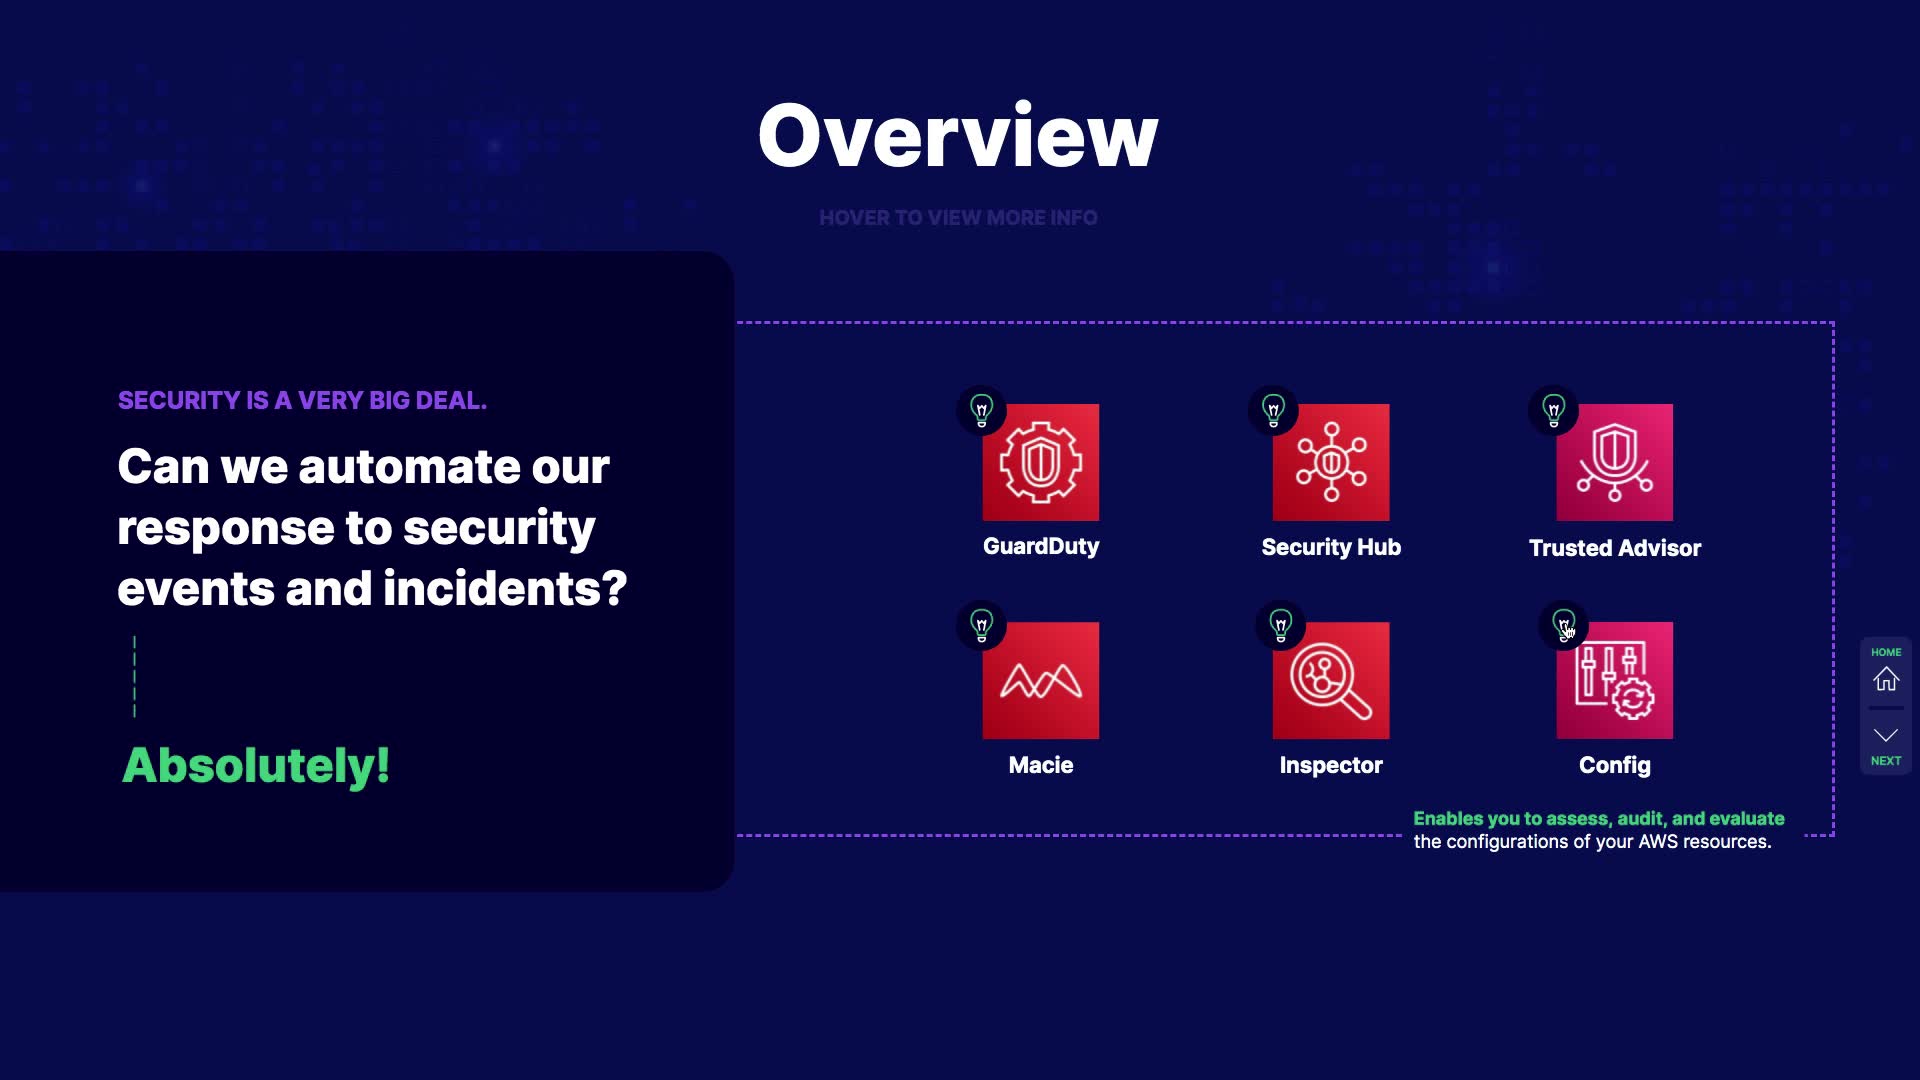 Overview
HOVER TO VIEW MORE INFO
SECURITY IS A VERY BIG DEAL.
Can we automate our
response to security
events and incidents?
Absolutely!
GuardDuty
Security Hub
Trusted Advisor
Macie
Inspector
Config
Enables you to assess, audit, and evaluate
the configurations of your AWS resources.
HOME
NEXT